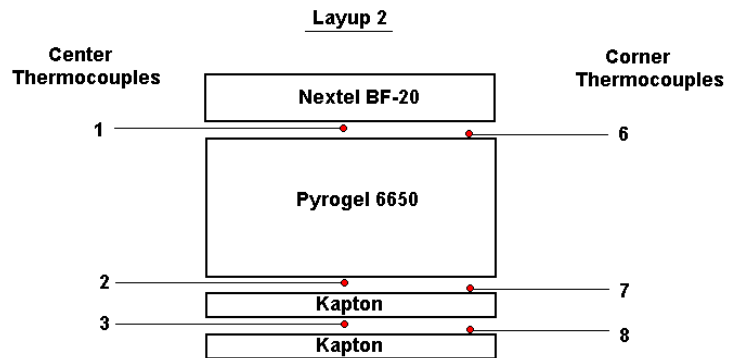 Layup 2
Center
Thermocouples
Corner
Thermocouples
Nextel BF-20
1
6
Pyrogel 6650
2
7
Kapton
3
8
Kapton